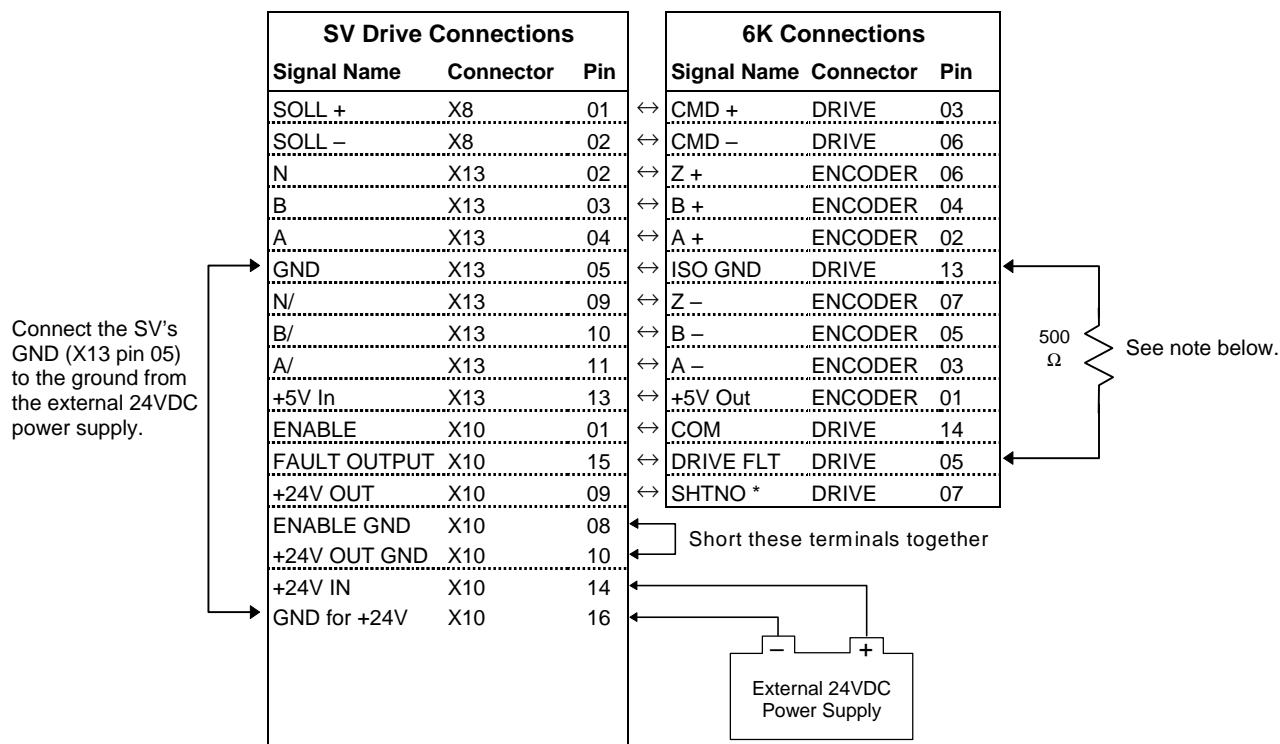 SV Drive Connections
Signal Name Connector Pin
SOLL + X8 01
SOLL – X8 02
N X13 02
B X13 03
A X13 04
GND X13 05
N/ X13 09
B/ X13 10
A/ X13 11
+5V In X13 13
ENABLE X10 01
FAULT OUTPUT X10 15
+24V OUT X10 09
ENABLE GND X10 08
+24V OUT GND X10 10
+24V IN X10 14
GND for +24V X10 16
6K Connections
Signal Name Connector Pin
↔ CMD + DRIVE 03
↔ CMD – DRIVE 06
↔ Z + ENCODER 06
↔ B + ENCODER 04
↔ A + ENCODER 02
↔ ISO GND DRIVE 13
↔ Z – ENCODER 07
↔ B – ENCODER 05
↔ A – ENCODER 03
↔ +5V Out ENCODER 01
↔ COM DRIVE 14
↔ DRIVE FLT DRIVE 05
↔ SHTNO * DRIVE 07
Connect the SV's
GND (X13 pin 05)
to the ground from
the external 24VDC
power supply.
500
Ω
See note below.
Short these terminals together
– +
External 24VDC
Power Supply